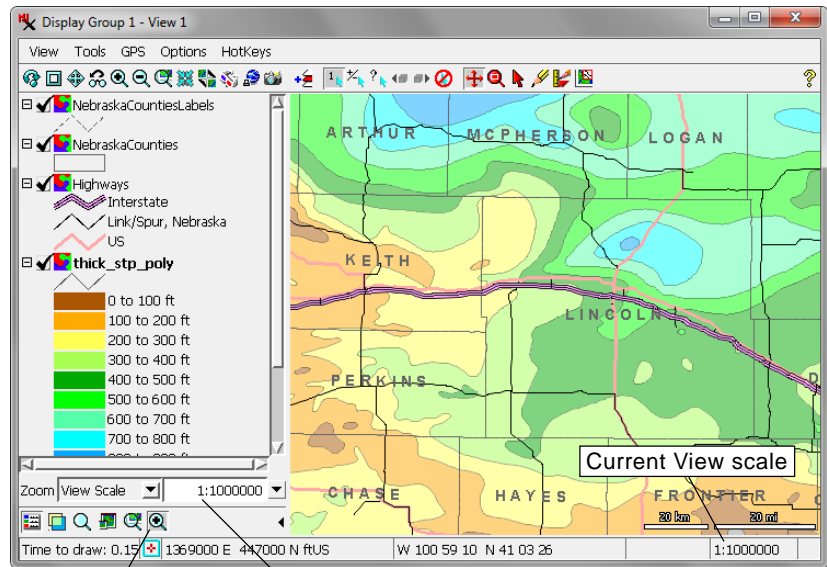 Display Group 1 - View 1
View Tools GPS Options HotKeys
NebraskaCountiesLabels
NebraskaCounties
Highways
Interstate
Link/Spur, Nebraska
US
thick_stp_poly
0 to 100 ft
100 to 200 ft
200 to 300 ft
300 to 400 ft
400 to 500 ft
500 to 600 ft
600 to 700 ft
700 to 800 ft
ARTHUR MCPHERSON LOGAN
KEITH
LINCOLN
PERKINS
D
Current View scale
CHASE HAYES FRONTIER
20 km 20 mi
Zoom View Scale 1:1000000
Time to draw: 0.15 1369000 E 447000 N ftUS W 100 59 10 N 41 03 26 1:1000000